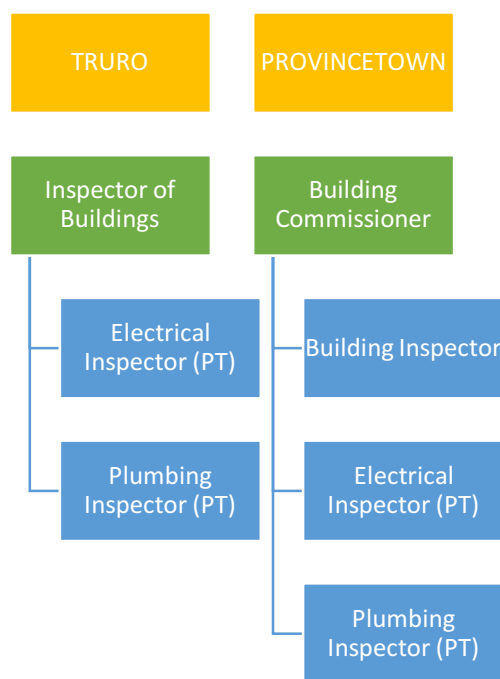 TRURO
PROVINCETOWN
Inspector of
Buildings
Building
Commissioner
Electrical
Inspector (PT)
Building Inspector
Plumbing
Inspector (PT)
Electrical
Inspector (PT)
Plumbing
Inspector (PT)